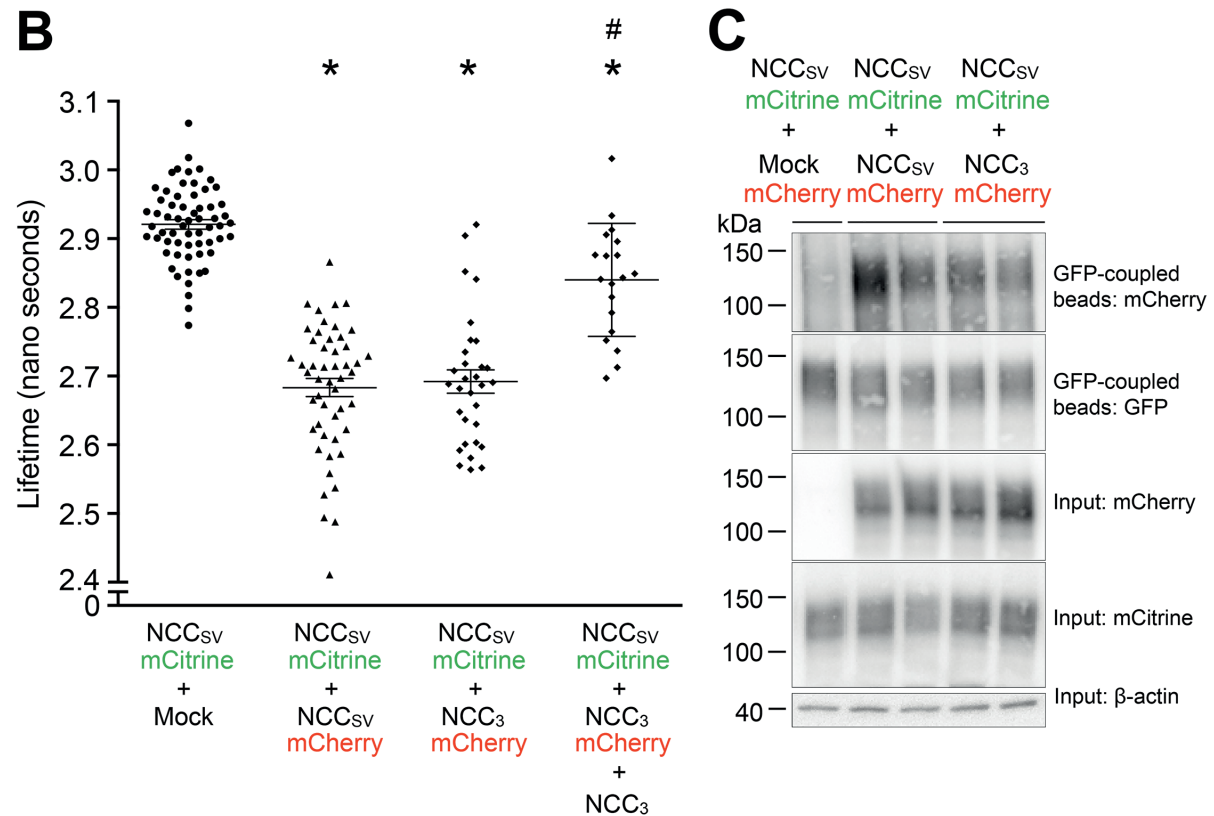 B
#
* * *
3.1
3.0
2.9
2.8
2.7
2.6
2.5
2.4
0
Lifetime (nano seconds)
NCCSV
mCitrine
+
Mock
NCCSV
mCitrine
+
NCCSV
mCherry
NCCSV
mCitrine
+
NCC3
mCherry
NCCSV
mCitrine
+
NCC3
mCherry
+
NCC3
C
NCCSV
mCitrine
+
Mock
mCherry
NCCSV
mCitrine
+
NCCSV
mCherry
NCCSV
mCitrine
+
NCC3
mCherry
kDa
150
100
GFP-coupled
beads: mCherry
150
100
GFP-coupled
beads: GFP
150
100
Input: mCherry
150
100
Input: mCitrine
40
Input: β-actin